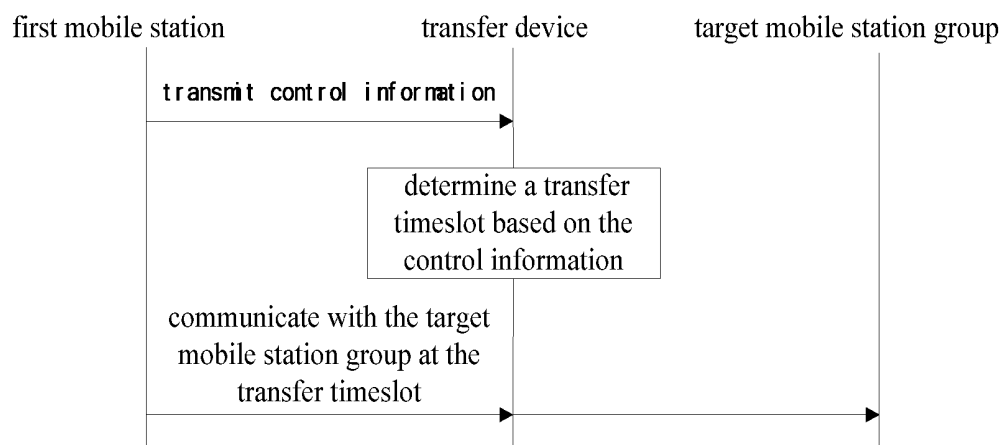 first mobile station
transfer device
target mobile station group
transmit control information
determine a transfer
timeslot based on the
control information
communicate with the target
mobile station group at the
transfer timeslot